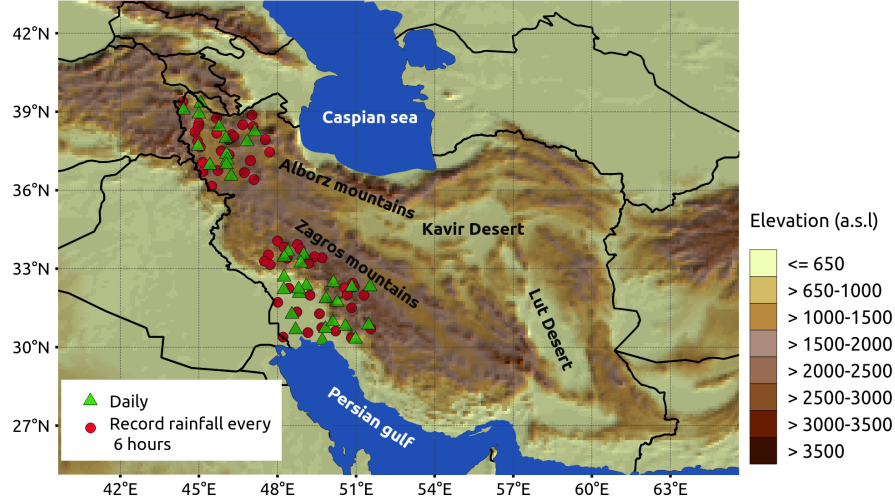 42°N
39°N
36°N
33°N
30°N
27°N
Caspian sea
Alborz mountains
Kavir Desert
Zagros mountains
Lut Desert
Persian gulf
Daily
Record rainfall every
6 hours
42°E
45°E
48°E
51°E
54°E
57°E
60°E
63°E
Elevation (a.s.l)
<= 650
> 650-1000
> 1000-1500
> 1500-2000
> 2000-2500
> 2500-3000
> 3000-3500
> 3500